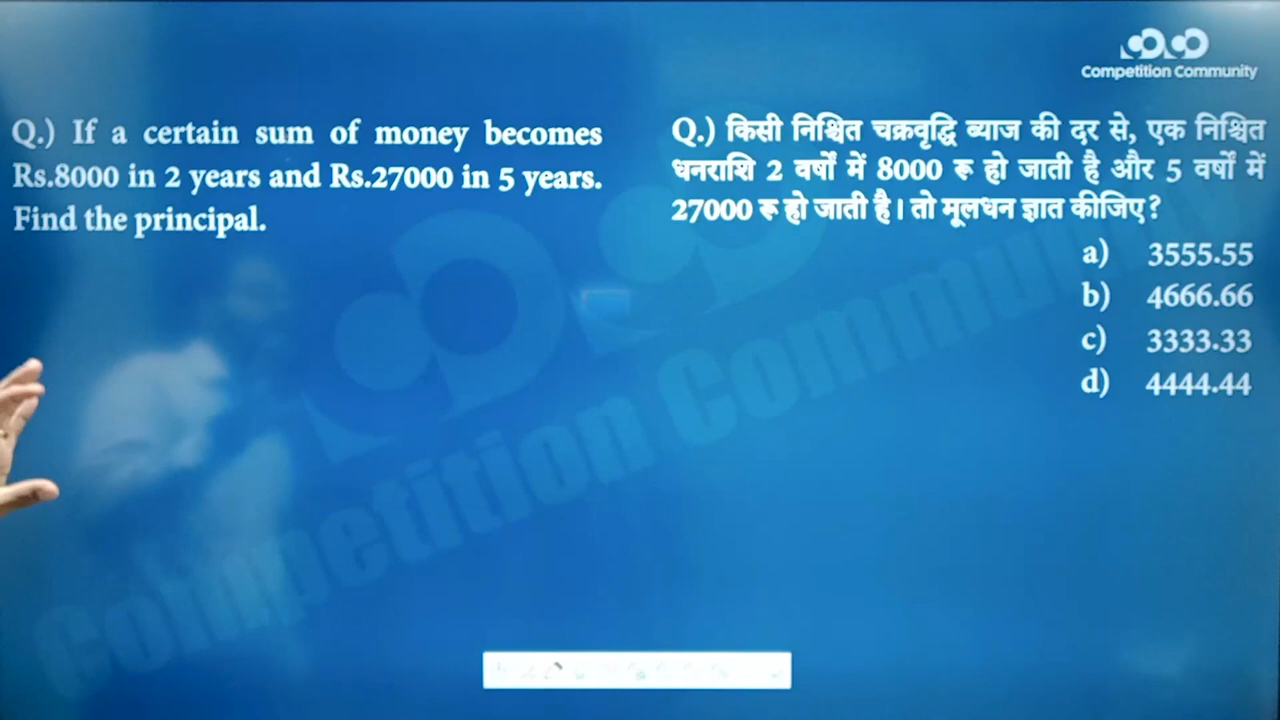 Competition Community
Q.) If a certain sum of money becomes
Rs.8000 in 2 years and Rs.27000 in 5 years.
Find the principal.
Q.) किसी निश्चित चक्रवृद्धि ब्याज की दर से, एक निश्चित
धनराशि 2 वर्षों में 8000 रू हो जाती है और 5 वर्षों में
27000 रू हो जाती है। तो मूलधन ज्ञात कीजिए?
a) 3555.55
b) 4666.66
c) 3333.33
d) 4444.44
Competition Community